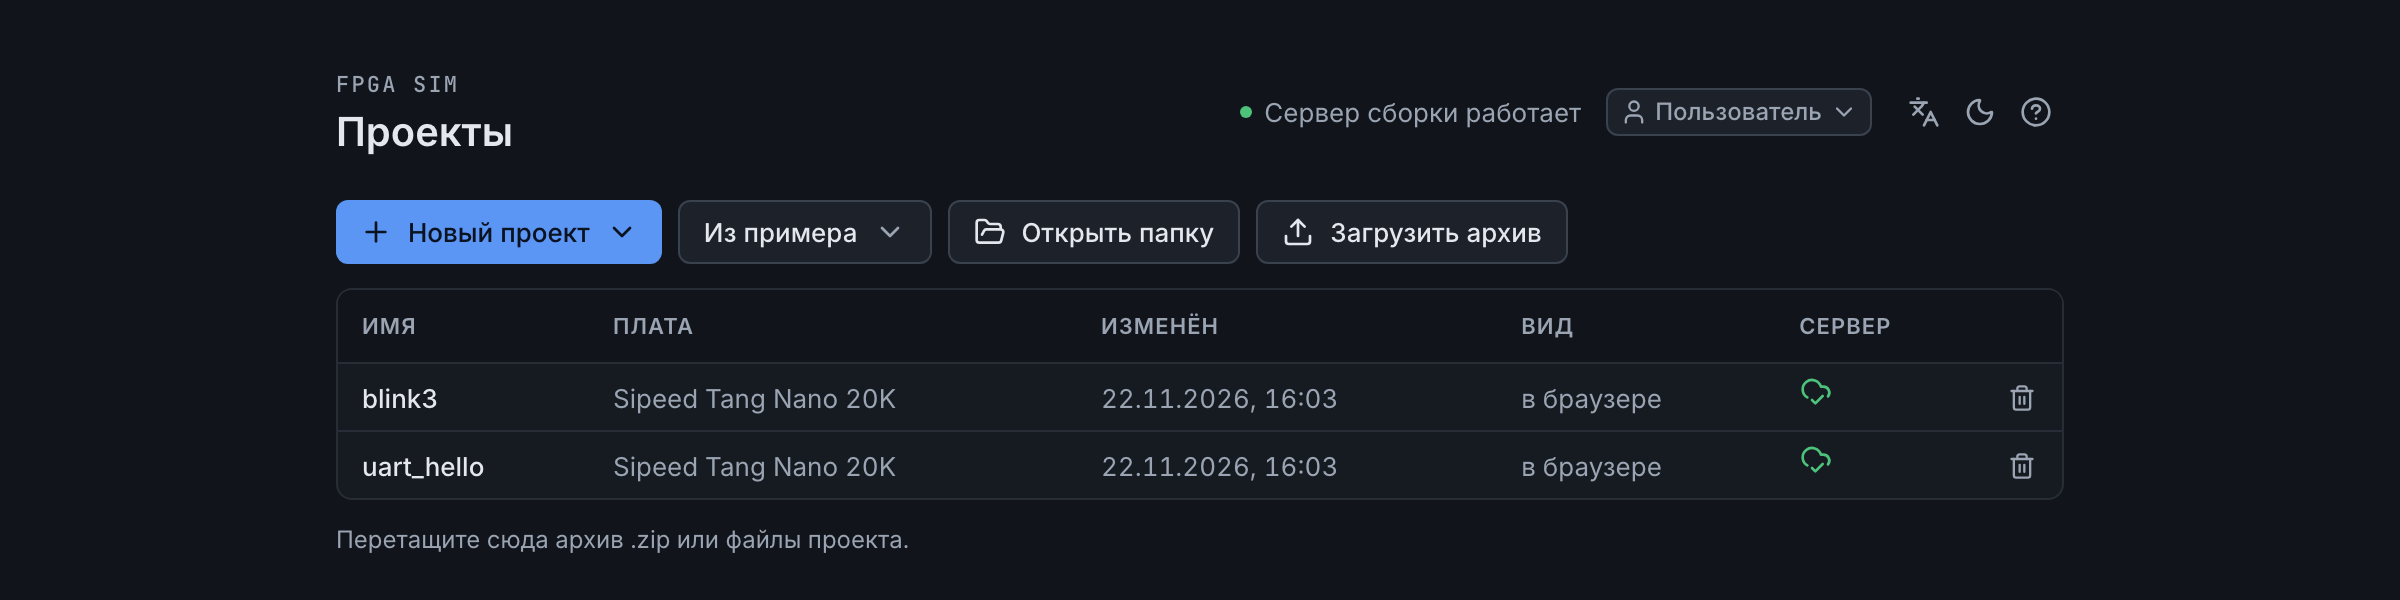 FPGA SIM
Проекты
Сервер сборки работает
Пользователь
Новый проект
Из примера
Открыть папку
Загрузить архив
ИМЯ ПЛАТА ИЗМЕНЁН ВИД СЕРВЕР
blink3 Sipeed Tang Nano 20K 22.11.2026, 16:03 в браузере
uart_hello Sipeed Tang Nano 20K 22.11.2026, 16:03 в браузере
Перетащите сюда архив .zip или файлы проекта.